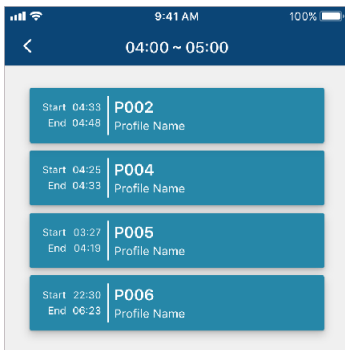 9:41 AM
100%
04:00 ~ 05:00
Start 04:33
End 04:48
P002
Profile Name
Start 04:25
End 04:33
P004
Profile Name
Start 03:27
End 04:19
P005
Profile Name
Start 22:30
End 06:23
P006
Profile Name